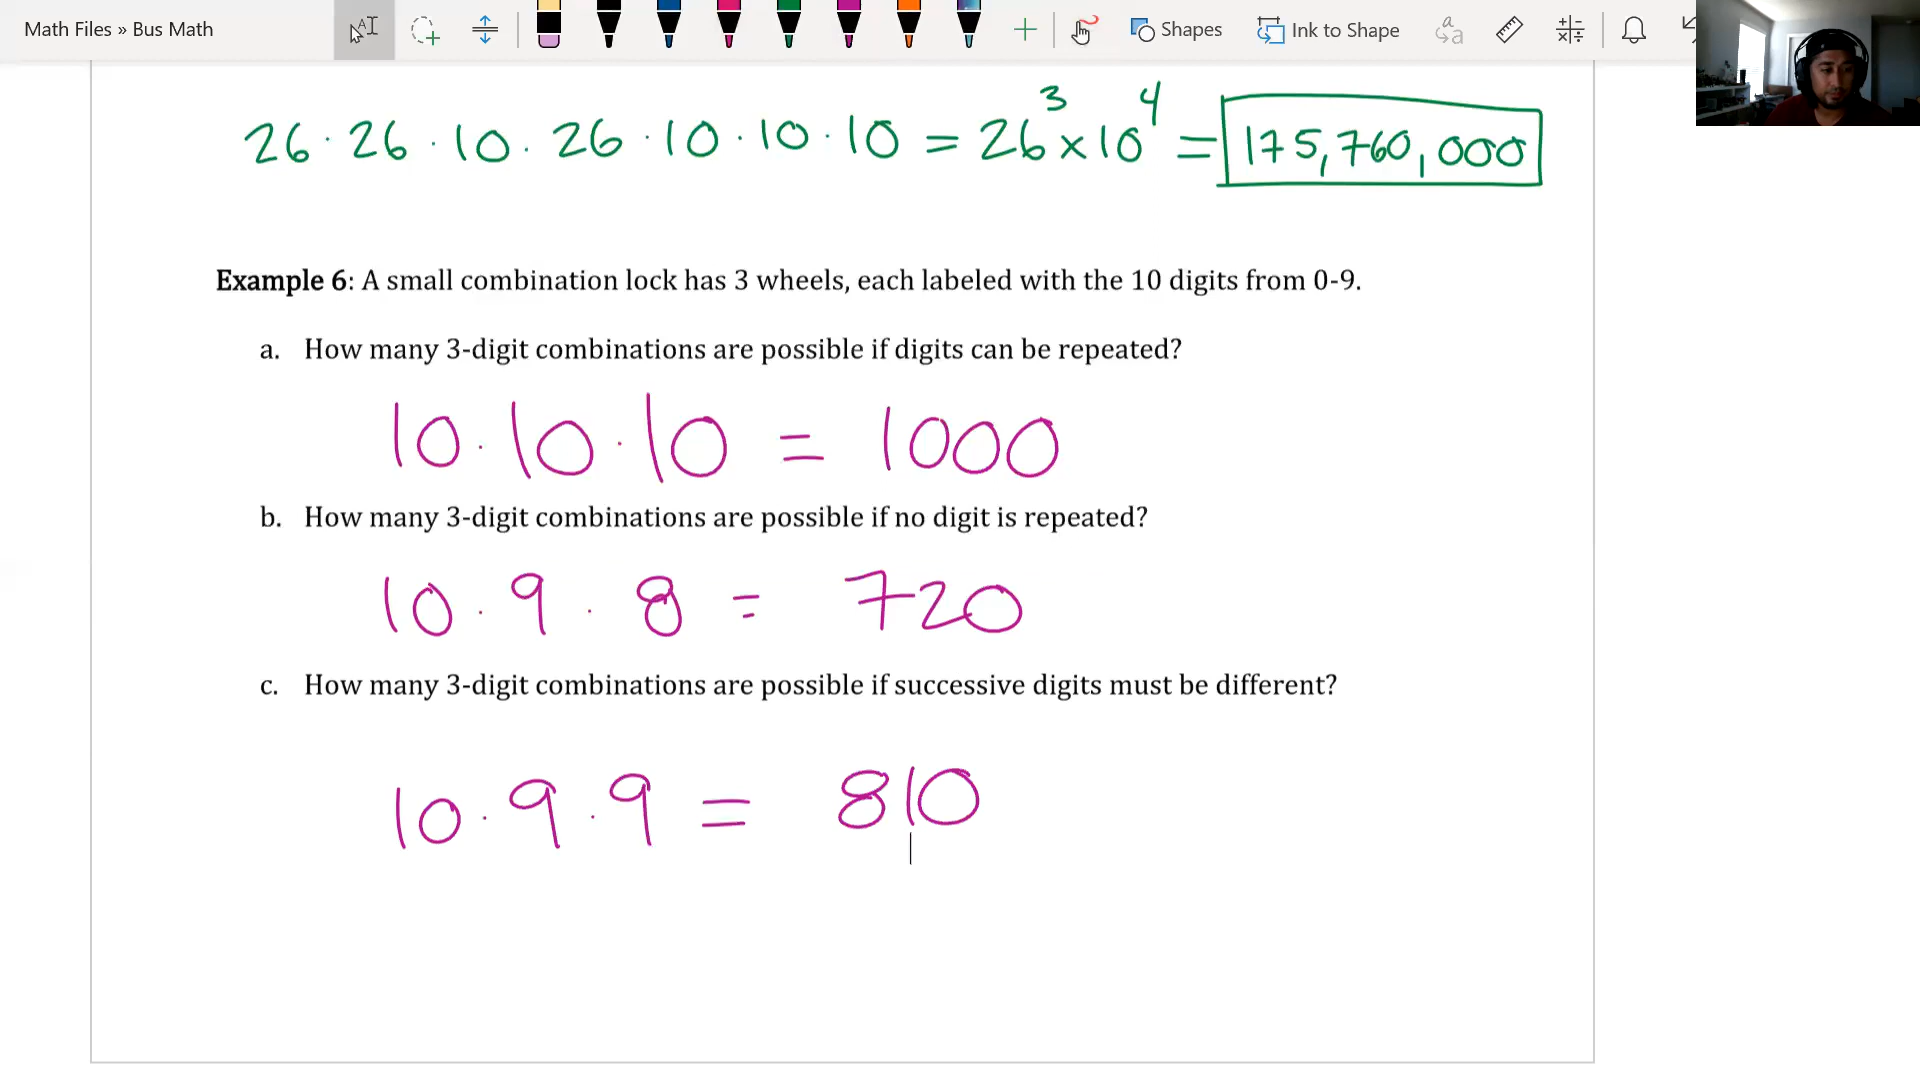 Math Files » Bus Math
Shapes
Ink to Shape
26 · 26 · 10 · 26 · 10 · 10 · 10 = 26³ x 10⁴ = 175,760,000
Example 6: A small combination lock has 3 wheels, each labeled with the 10 digits from 0-9.
a. How many 3-digit combinations are possible if digits can be repeated?
10 · 10 · 10 = 1000
b. How many 3-digit combinations are possible if no digit is repeated?
10 · 9 · 8 = 720
c. How many 3-digit combinations are possible if successive digits must be different?
10 · 9 · 9 = 810